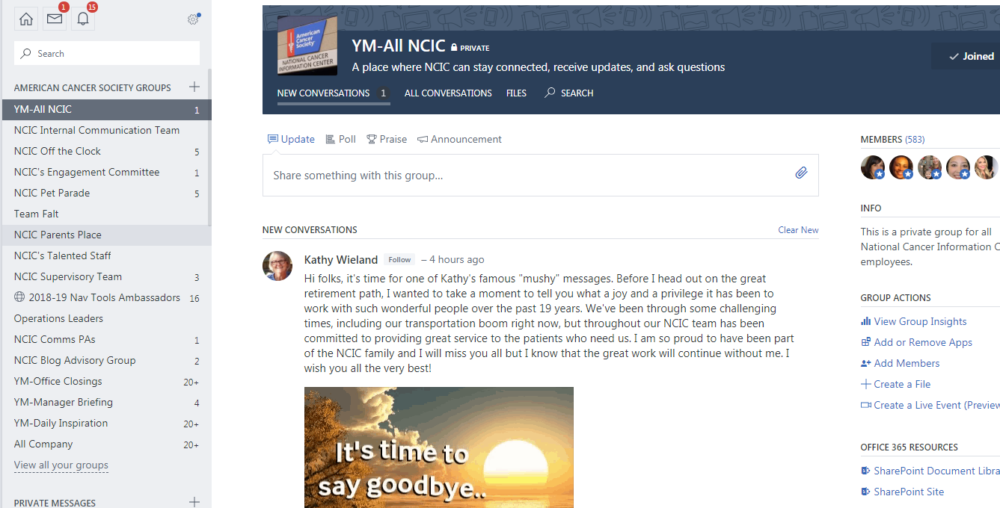 1
15
Search
AMERICAN CANCER SOCIETY GROUPS
YM-All NCIC 1
NCIC Internal Communication Team
NCIC Off the Clock 5
NCIC's Engagement Committee 1
NCIC Pet Parade 5
Team Falt
NCIC Parents Place
NCIC's Talented Staff
NCIC Supervisory Team 3
2018-19 Nav Tools Ambassadors 16
Operations Leaders
NCIC Comms PAs 1
NCIC Blog Advisory Group 2
YM-Office Closings 20+
YM-Manager Briefing 4
YM-Daily Inspiration 20+
All Company 20+
View all your groups
PRIVATE MESSAGES
American
Cancer
Society
NATIONAL CANCER
INFORMATION CENTER
YM-All NCIC PRIVATE
A place where NCIC can stay connected, receive updates, and ask questions
Joined
NEW CONVERSATIONS 1 ALL CONVERSATIONS FILES SEARCH
Update Poll Praise Announcement
Share something with this group...
NEW CONVERSATIONS Clear New
Kathy Wieland Follow – 4 hours ago
Hi folks, it's time for one of Kathy's famous "mushy" messages. Before I head out on the great
retirement path, I wanted to take a moment to tell you what a joy and a privilege it has been to
work with such wonderful people over the past 19 years. We've been through some challenging
times, including our transportation boom right now, but throughout our NCIC team has been
committed to providing great service to the patients who need us. I am so proud to have been part
of the NCIC family and I will miss you all but I know that the great work will continue without me. I
wish you all the very best!
It's time to
say goodbye..
MEMBERS (583)
INFO
This is a private group for all
National Cancer Information C
employees.
GROUP ACTIONS
View Group Insights
Add or Remove Apps
Add Members
Create a File
Create a Live Event (Preview
OFFICE 365 RESOURCES
SharePoint Document Libra
SharePoint Site